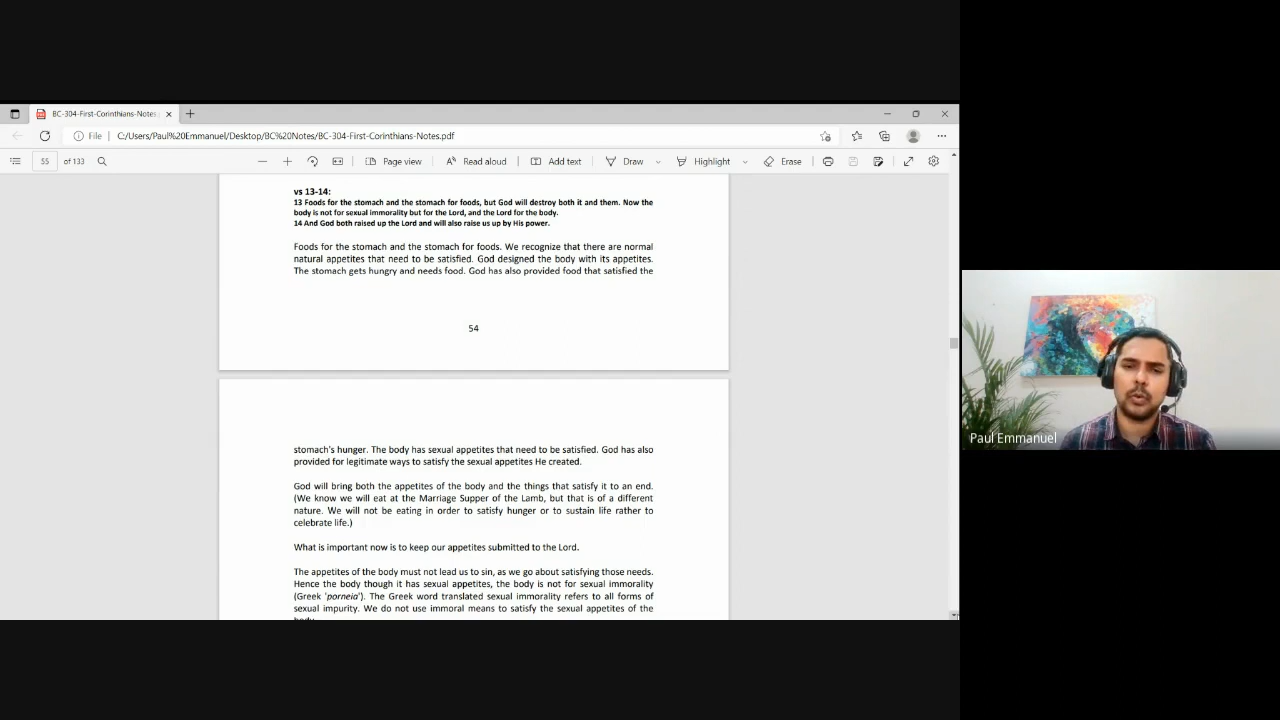 BC-304-First-Corinthians-Notes
File
C:/Users/Paul%20Emmanuel/Desktop/BC%20Notes/BC-304-First-Corinthians-Notes.pdf
55 of 133
Page view
Read aloud
Add text
Draw
Highlight
Erase
vs 13-14:
13 Foods for the stomach and the stomach for foods, but God will destroy both it and them. Now the
body is not for sexual immorality but for the Lord, and the Lord for the body.
14 And God both raised up the Lord and will also raise us up by His power.
Foods for the stomach and the stomach for foods. We recognize that there are normal
natural appetites that need to be satisfied. God designed the body with its appetites.
The stomach gets hungry and needs food. God has also provided food that satisfied the
54
stomach's hunger. The body has sexual appetites that need to be satisfied. God has also
provided for legitimate ways to satisfy the sexual appetites He created.
God will bring both the appetites of the body and the things that satisfy it to an end.
(We know we will eat at the Marriage Supper of the Lamb, but that is of a different
nature. We will not be eating in order to satisfy hunger or to sustain life rather to
celebrate life.)
What is important now is to keep our appetites submitted to the Lord.
The appetites of the body must not lead us to sin, as we go about satisfying those needs.
Hence the body though it has sexual appetites, the body is not for sexual immorality
(Greek 'porneia'). The Greek word translated sexual immorality refers to all forms of
sexual impurity. We do not use immoral means to satisfy the sexual appetites of the
body.
Paul Emmanuel